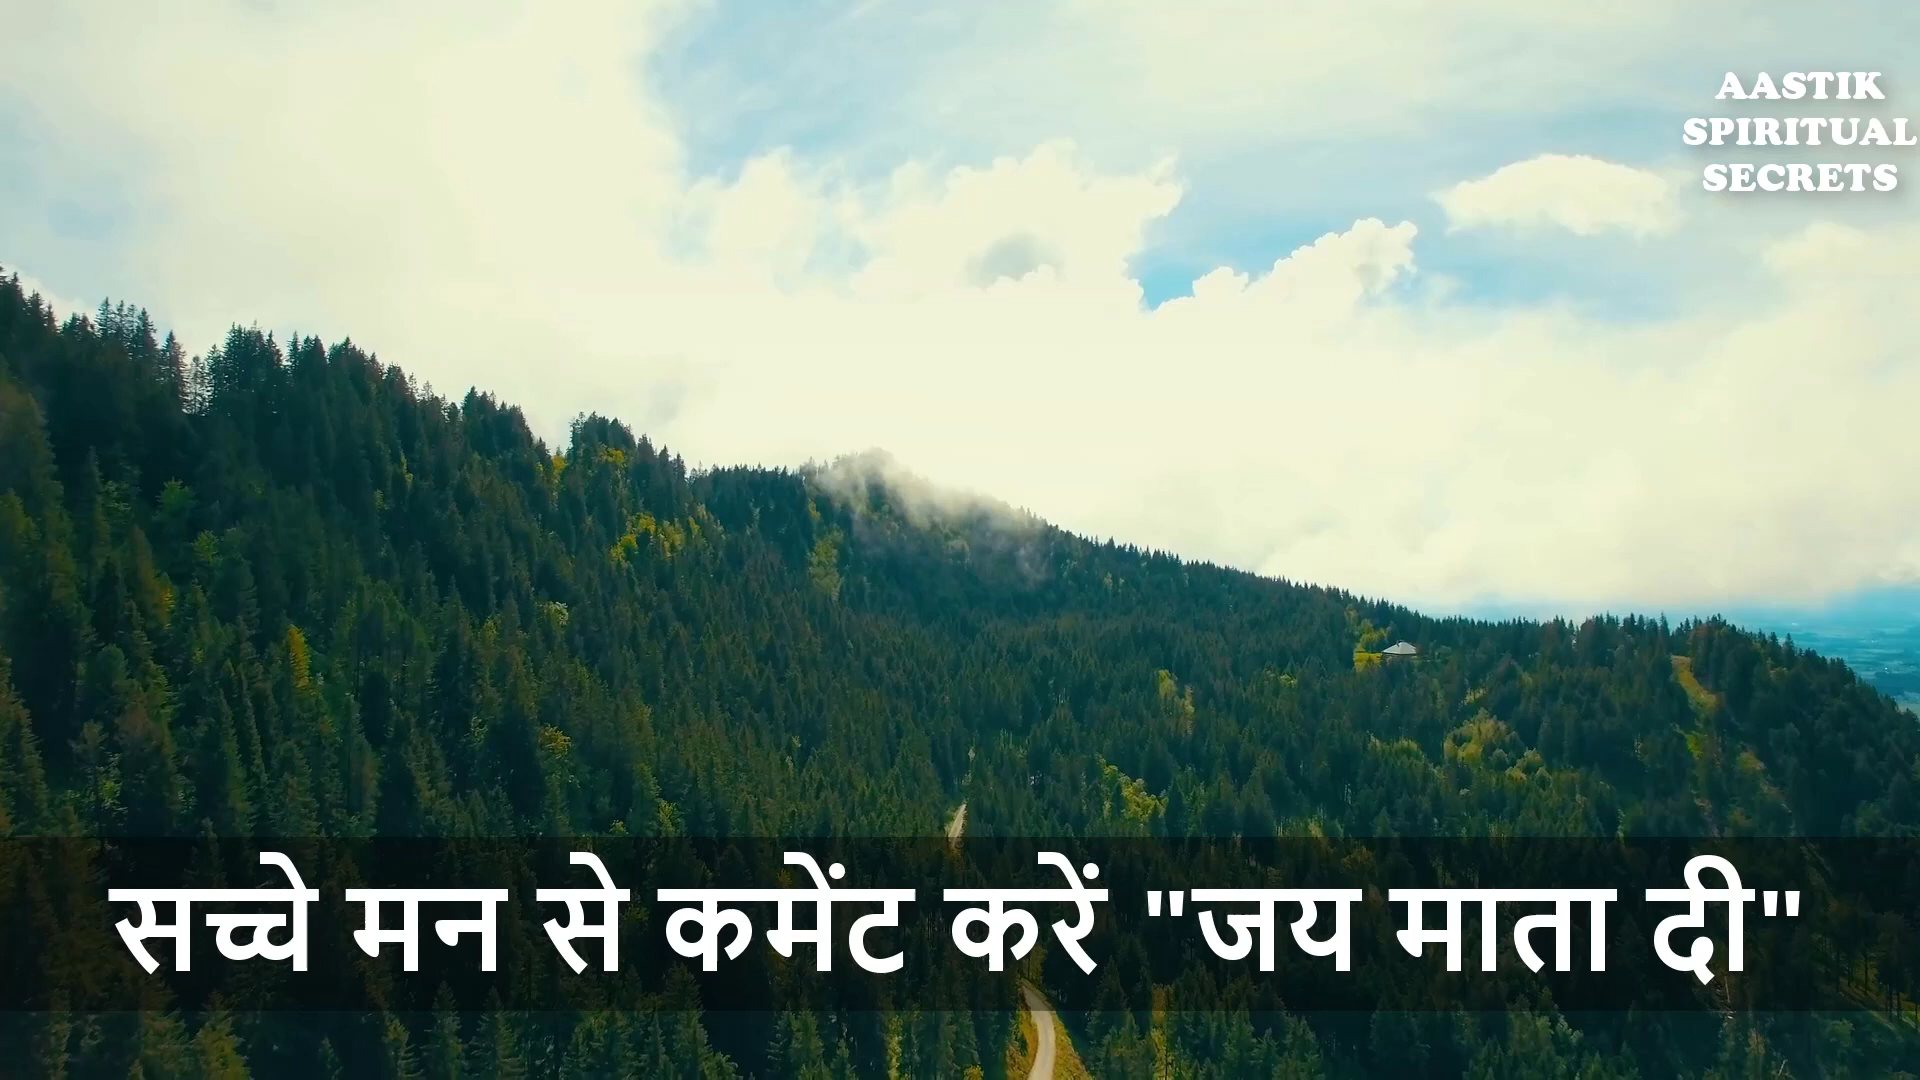 AASTIK
SPIRITUAL
SECRETS
सच्चे मन से कमेंट करें "जय माता दी"